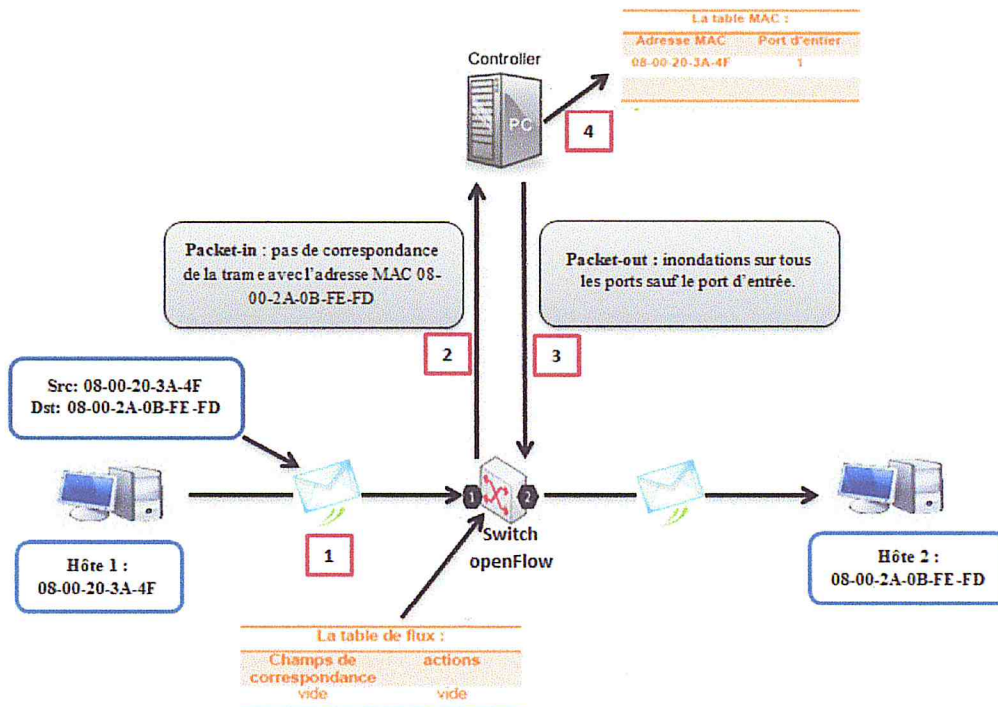 La table MAC :
Adresse MAC Port d'entier
08-00-20-3A-4F 1
Controller
PC
4
Packet-in : pas de correspondance
de la trame avec l'adresse MAC 08-
00-2A-0B-FE-FD
Packet-out : inondations sur tous
les ports sauf le port d'entrée.
2
3
Src: 08-00-20-3A-4F
Dst: 08-00-2A-0B-FE-FD
1
2
Switch
openFlow
1
Hôte 1 :
08-00-20-3A-4F
Hôte 2 :
08-00-2A-0B-FE-FD
La table de flux :
Champs de actions
correspondance
vide vide